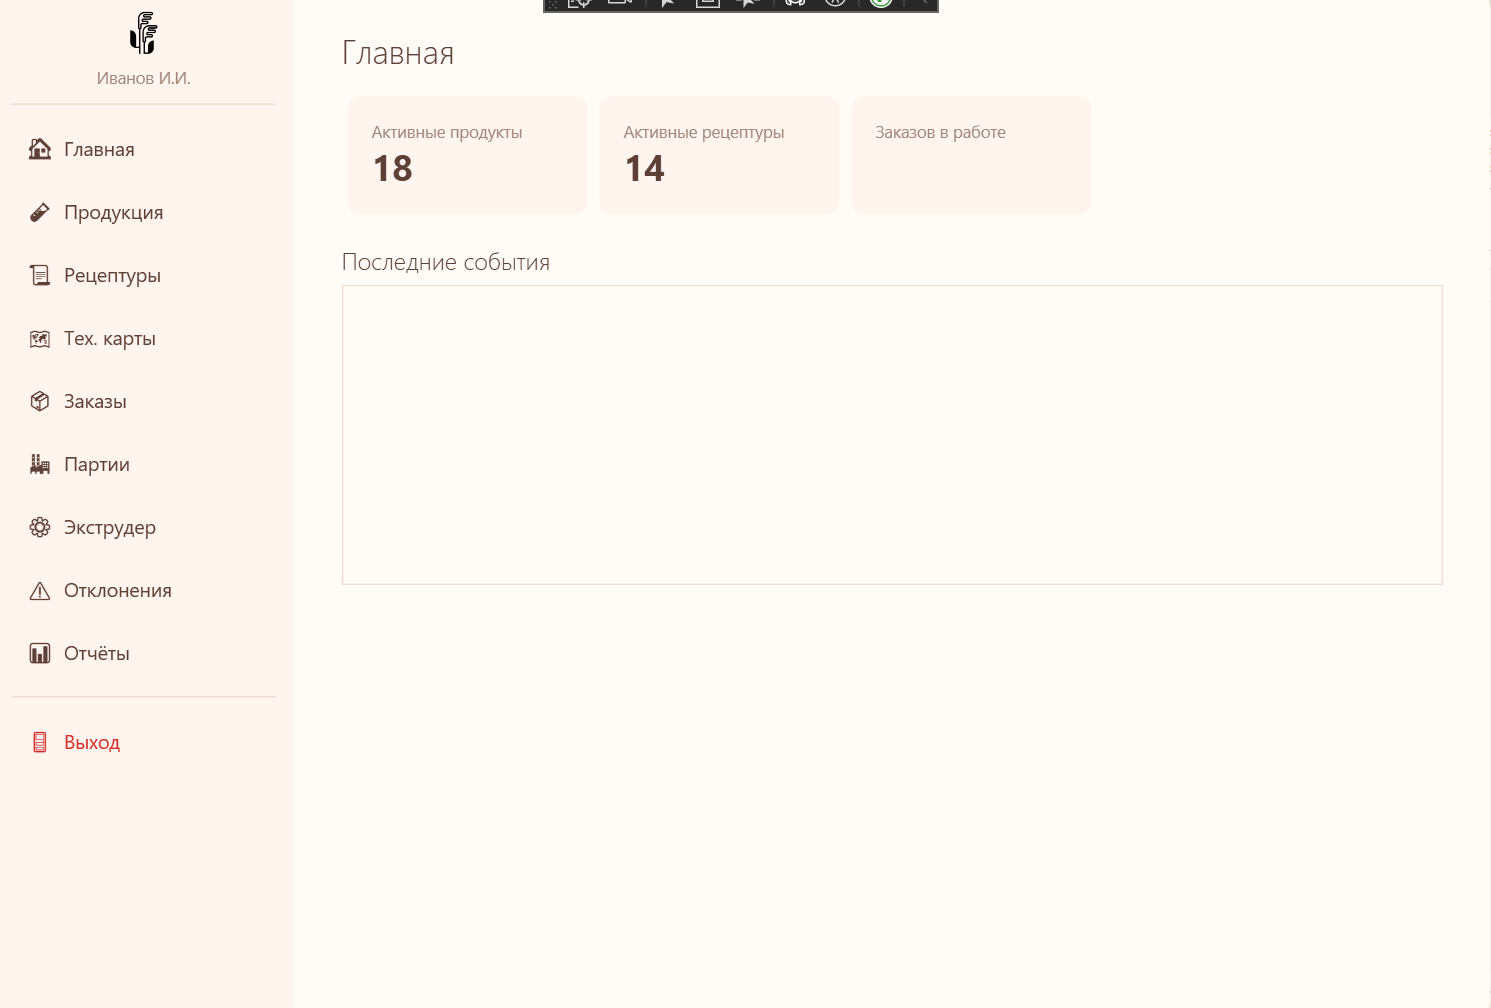 Иванов И.И.
Главная
Продукция
Рецептуры
Тех. карты
Заказы
Партии
Экструдер
Отклонения
Отчёты
Выход
Главная
Активные продукты
18
Активные рецептуры
14
Заказов в работе
Последние события